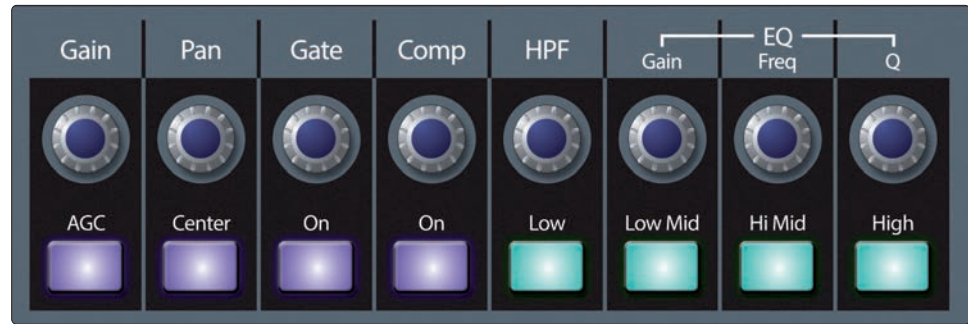 Gain Pan Gate Comp HPF EQ
Gain Freq Q
AGC Center On On Low Low Mid Hi Mid High